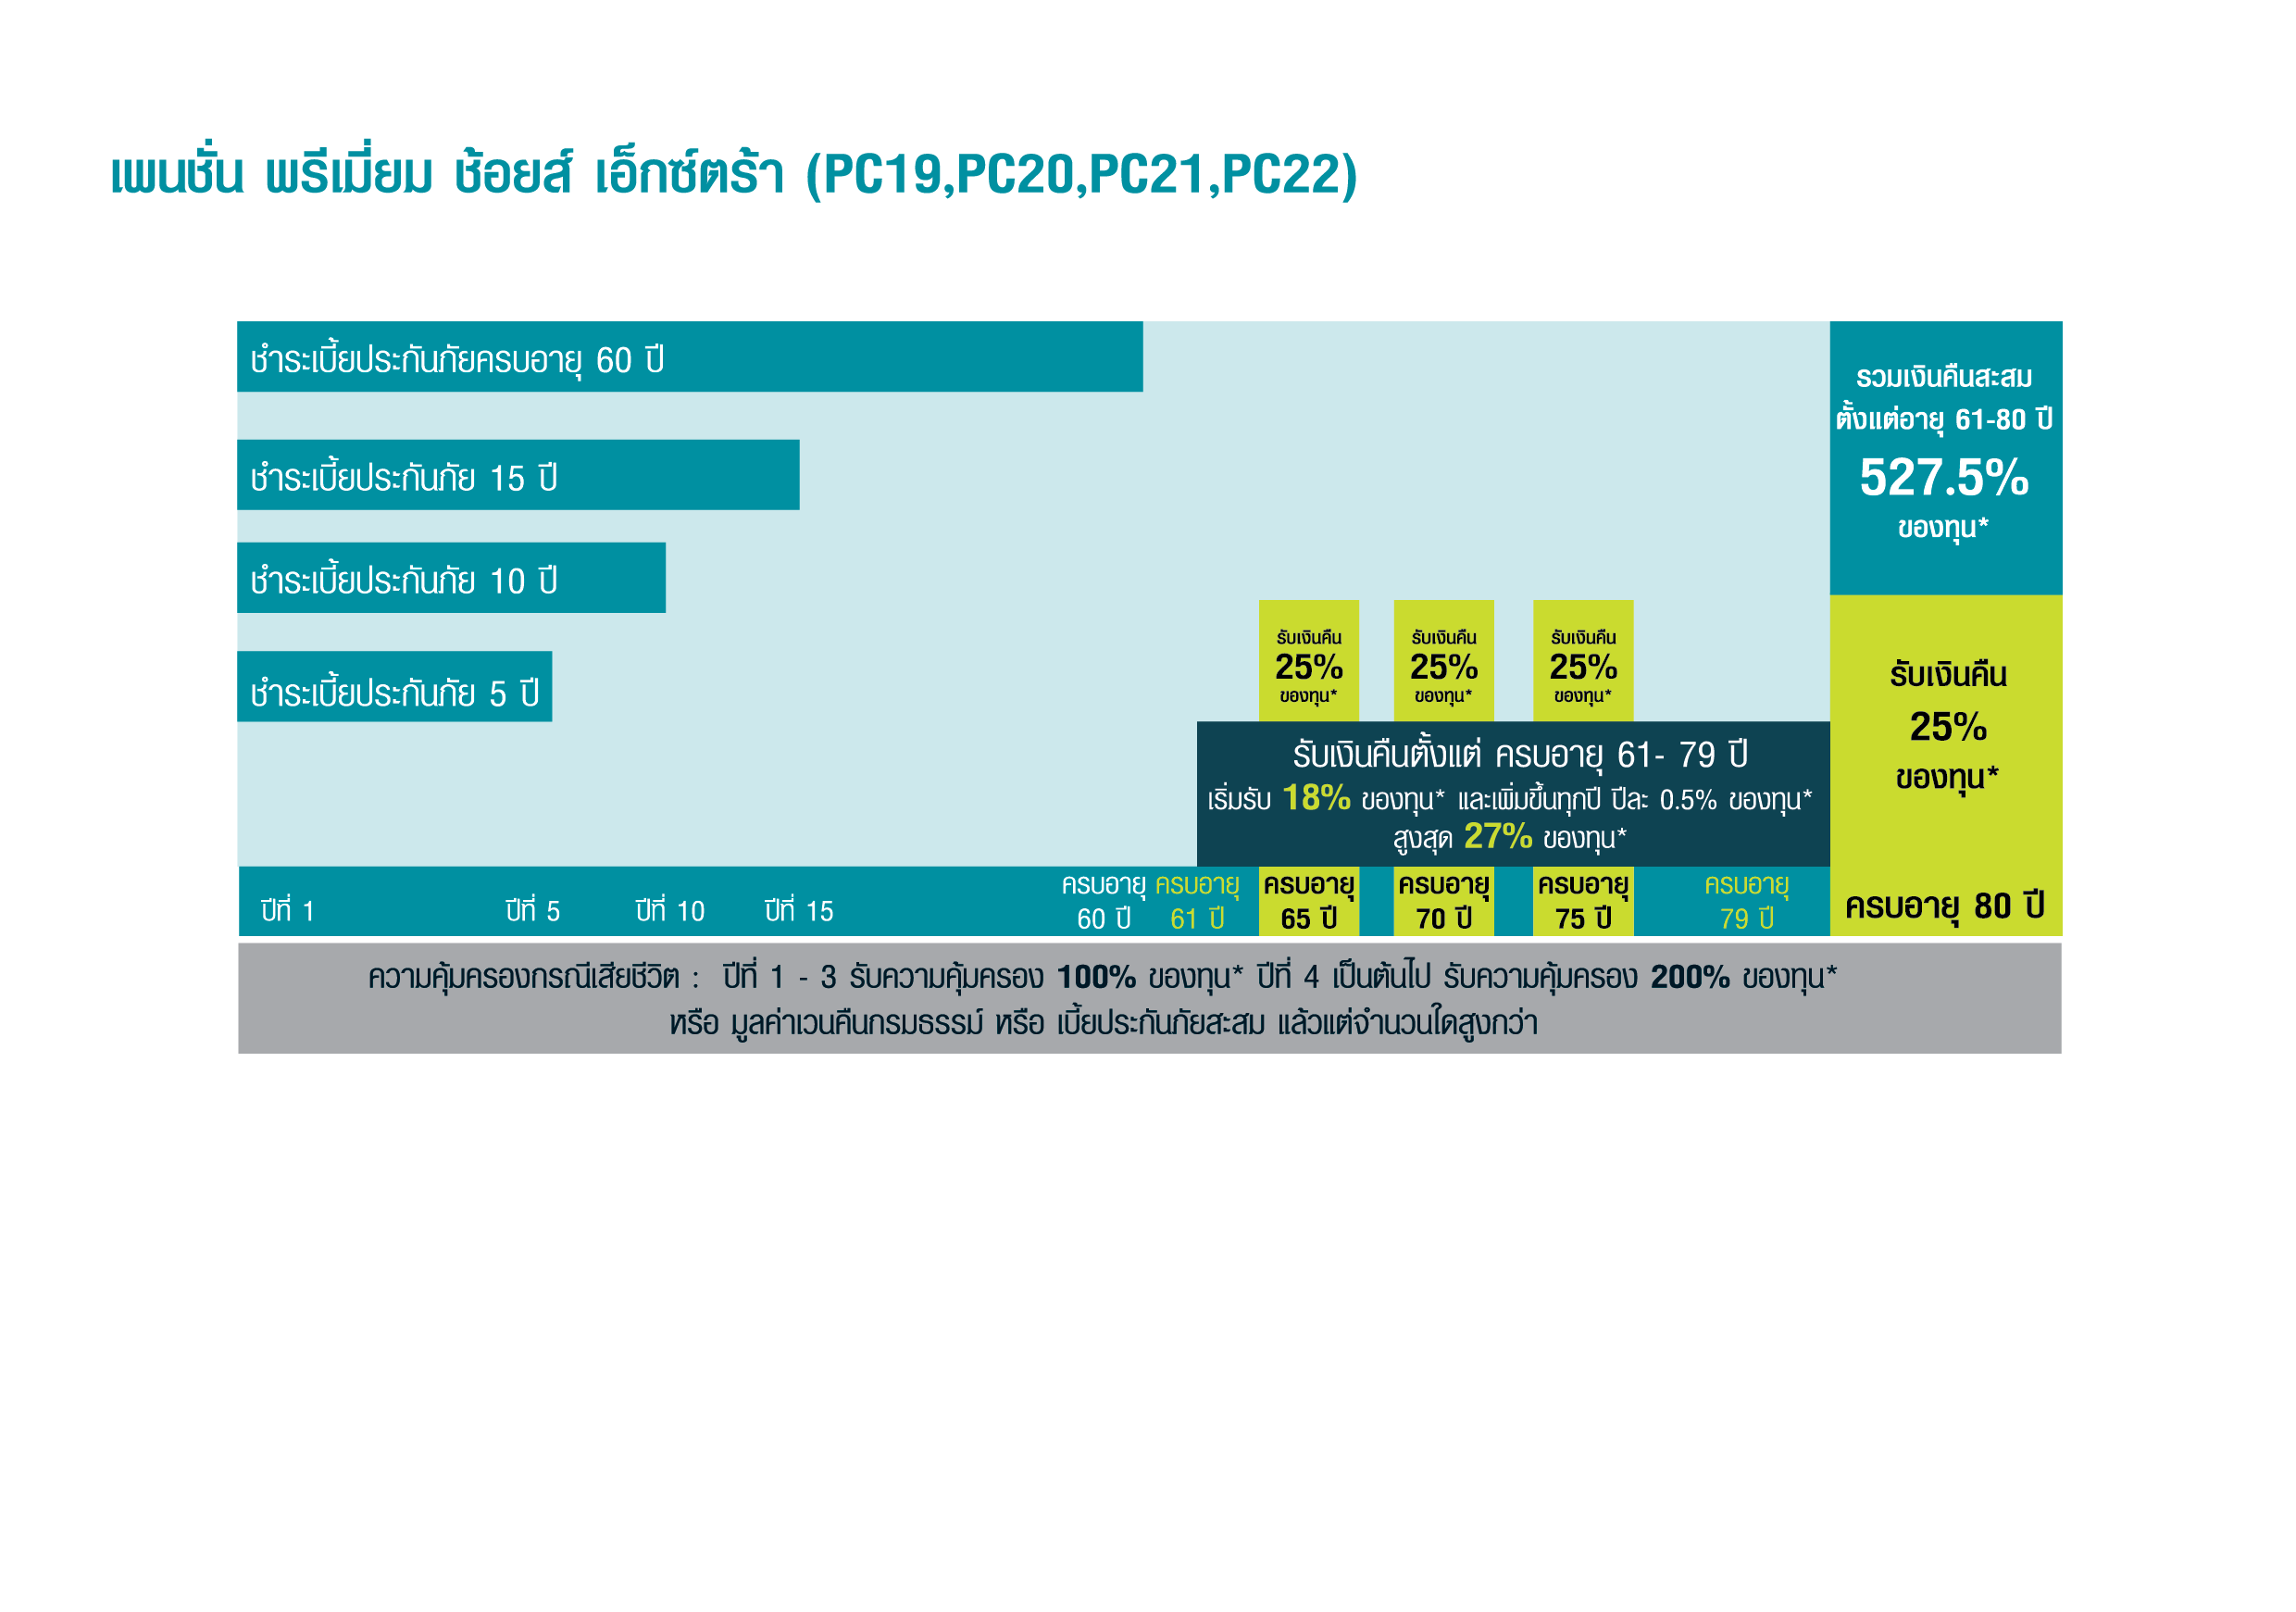 เพนชั่น พรีเมี่ยม ช้อยส์ เอ็กซ์ตร้า (PC19,PC20,PC21,PC22)
ชำระเบี้ยประกันภัยครบอายุ 60 ปี
ชำระเบี้ยประกันภัย 15 ปี
ชำระเบี้ยประกันภัย 10 ปี
ชำระเบี้ยประกันภัย 5 ปี
รวมเงินคืนสะสม
ตั้งแต่อายุ 61-80 ปี
527.5%
ของทุน*
รับเงินคืน
25%
ของทุน*
รับเงินคืน
25%
ของทุน*
รับเงินคืน
25%
ของทุน*
รับเงินคืน
25%
ของทุน*
รับเงินคืนตั้งแต่ ครบอายุ 61- 79 ปี
เริ่มรับ 18% ของทุน* และเพิ่มขึ้นทุกปี ปีละ 0.5% ของทุน*
สูงสุด 27% ของทุน*
ปีที่ 1
ปีที่ 5
ปีที่ 10
ปีที่ 15
ครบอายุ
60 ปี
ครบอายุ
61 ปี
ครบอายุ
65 ปี
ครบอายุ
70 ปี
ครบอายุ
75 ปี
ครบอายุ
79 ปี
ครบอายุ 80 ปี
ความคุ้มครองกรณีเสียชีวิต : ปีที่ 1 - 3 รับความคุ้มครอง 100% ของทุน* ปีที่ 4 เป็นต้นไป รับความคุ้มครอง 200% ของทุน*
หรือ มูลค่าเวนคืนกรมธรรม์ หรือ เบี้ยประกันภัยสะสม แล้วแต่จำนวนใดสูงกว่า